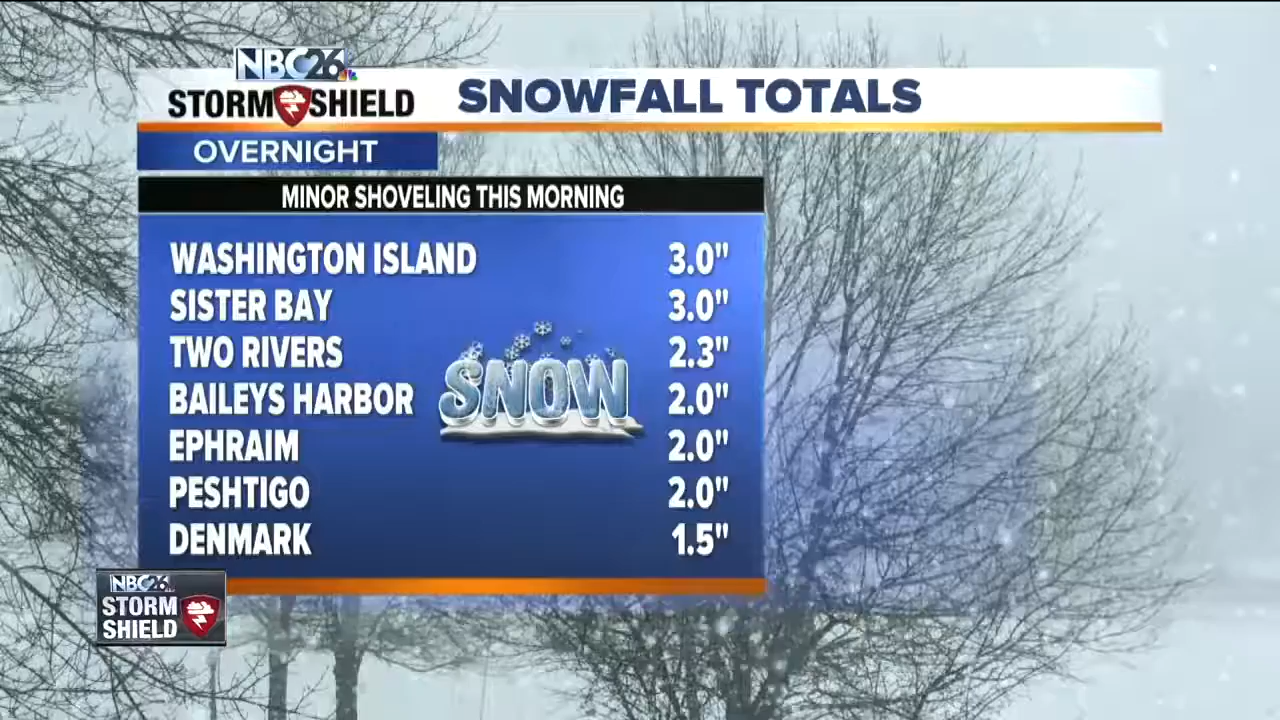 NBC26
STORM SHIELD
SNOWFALL TOTALS
OVERNIGHT
MINOR SHOVELING THIS MORNING
WASHINGTON ISLAND 3.0"
SISTER BAY 3.0"
TWO RIVERS 2.3"
BAILEYS HARBOR 2.0"
EPHRAIM 2.0"
PESHTIGO 2.0"
DENMARK 1.5"
SNOW
NBC26
STORM
SHIELD